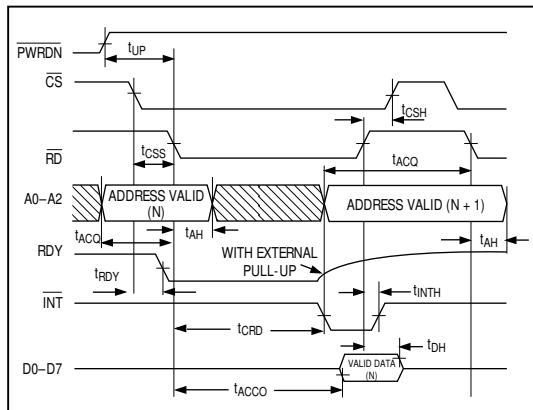 PWRDN
tUP
CS
tCSH
RD
tCSS
tACQ
A0–A2
ADDRESS VALID
(N)
ADDRESS VALID (N + 1)
tACQ
tAH
tAH
RDY
WITH EXTERNAL
PULL-UP
tRDY
tINTH
INT
tCRD
tDH
D0–D7
VALID DATA
(N)
tACCO